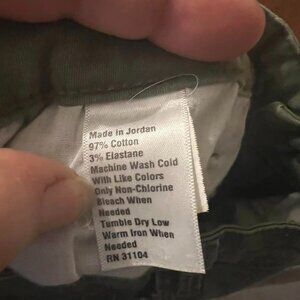 Made in Jordan
97% Cotton
3% Elastane
Machine Wash Cold
With Like Colors
Only Non-Chlorine
Bleach When
Needed
Tumble Dry Low
Warm Iron When
Needed
RN 31104